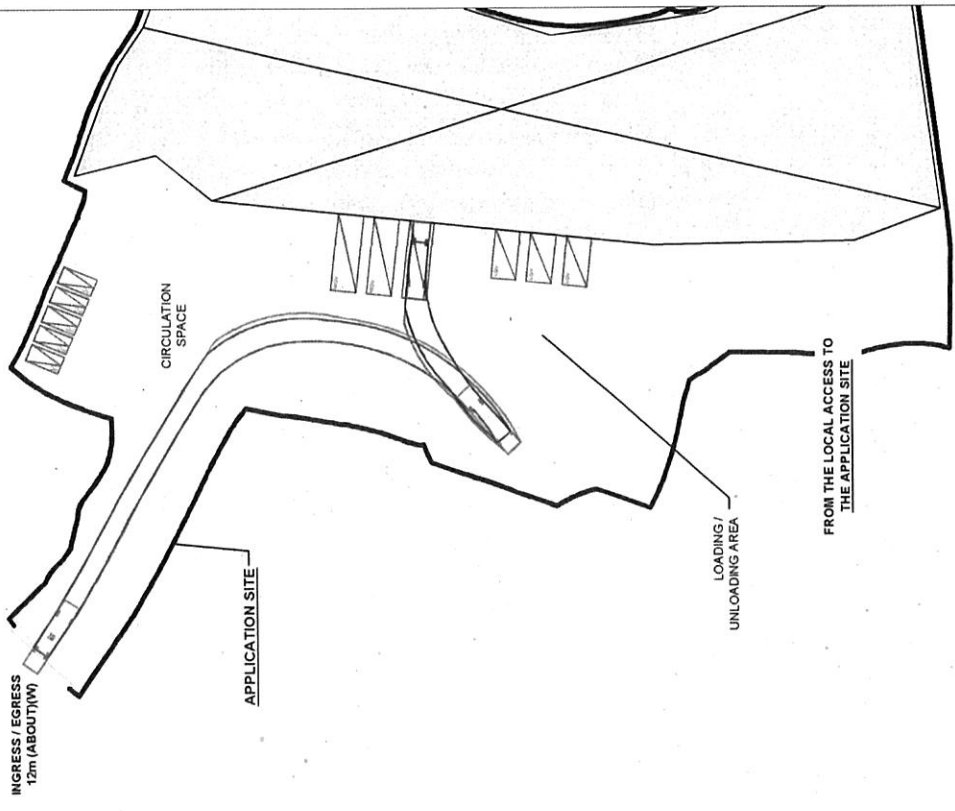 INGRESS / EGRESS
12m (ABOUT)(W)
CIRCULATION
SPACE
APPLICATION SITE
LOADING /
UNLOADING AREA
FROM THE LOCAL ACCESS TO
THE APPLICATION SITE